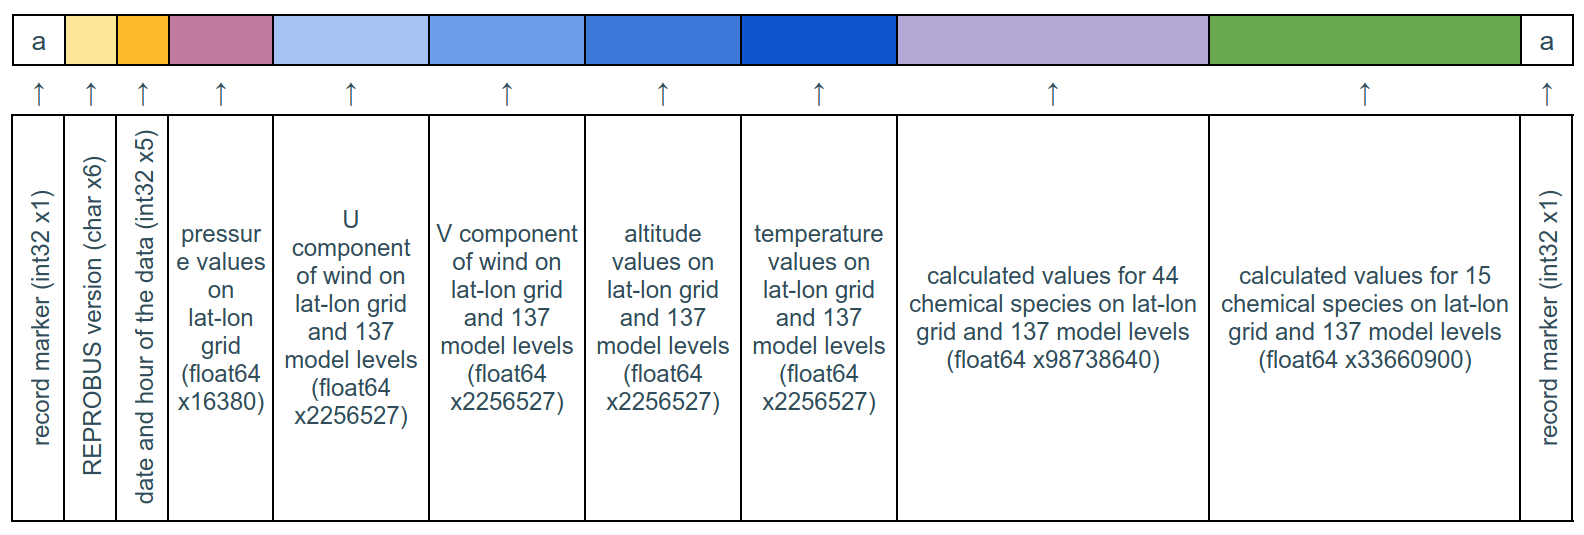 a
a
↑ ↑ ↑ ↑ ↑ ↑ ↑ ↑ ↑ ↑ ↑
record marker (int32 x1)
REPROBUS version (char x6)
date and hour of the data (int32 x5)
pressur
e values
on
lat-lon
grid
(float64
x16380)
U
component
of wind on
lat-lon grid
and 137
model levels
(float64
x2256527)
V component
of wind on
lat-lon grid
and 137
model levels
(float64
x2256527)
altitude
values on
lat-lon grid
and 137
model levels
(float64
x2256527)
temperature
values on
lat-lon grid
and 137
model levels
(float64
x2256527)
calculated values for 44
chemical species on lat-lon
grid and 137 model levels
(float64 x98738640)
calculated values for 15
chemical species on lat-lon
grid and 137 model levels
(float64 x33660900)
record marker (int32 x1)